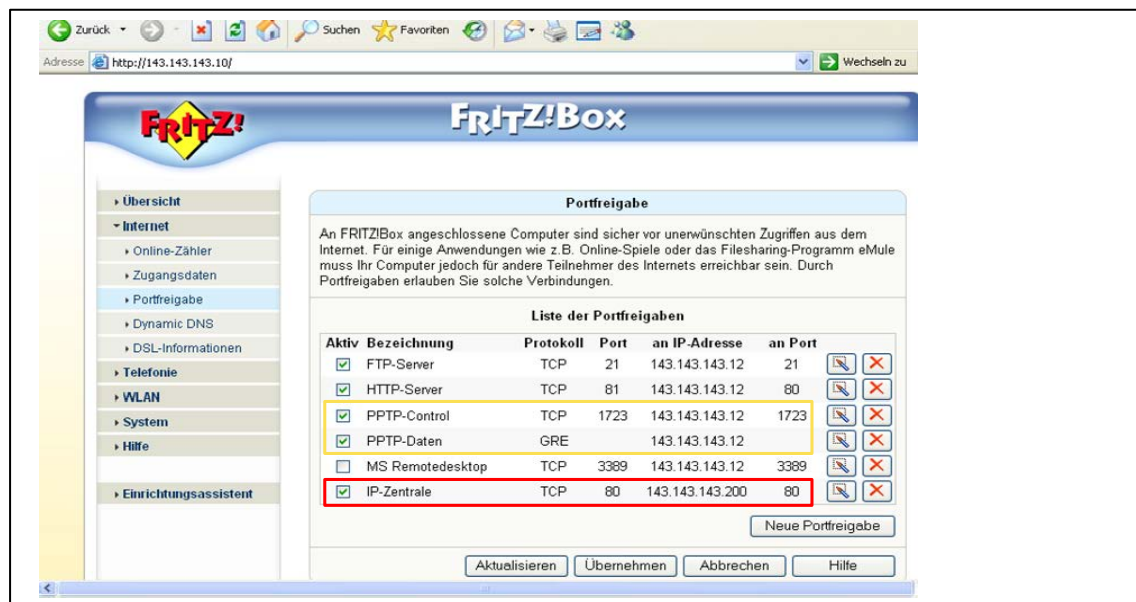 Zurück Suchen Favoriten
Adresse http://143.143.143.10/ Wechseln zu
FRITZ! FRITZ!Box
Übersicht
Internet
Online-Zähler
Zugangsdaten
Portfreigabe
Dynamic DNS
DSL-Informationen
Telefonie
WLAN
System
Hilfe
Einrichtungsassistent
Portfreigabe
An FRITZ!Box angeschlossene Computer sind sicher vor unerwünschten Zugriffen aus dem
Internet. Für einige Anwendungen wie z.B. Online-Spiele oder das Filesharing-Programm eMule
muss Ihr Computer jedoch für andere Teilnehmer des Internets erreichbar sein. Durch
Portfreigaben erlauben Sie solche Verbindungen.
Liste der Portfreigaben
Aktiv Bezeichnung Protokoll Port an IP-Adresse an Port
FTP-Server TCP 21 143.143.143.12 21
HTTP-Server TCP 81 143.143.143.12 80
PPTP-Control TCP 1723 143.143.143.12 1723
PPTP-Daten GRE 143.143.143.12
MS Remotedesktop TCP 3389 143.143.143.12 3389
IP-Zentrale TCP 80 143.143.143.200 80
Neue Portfreigabe
Aktualisieren Übernehmen Abbrechen Hilfe